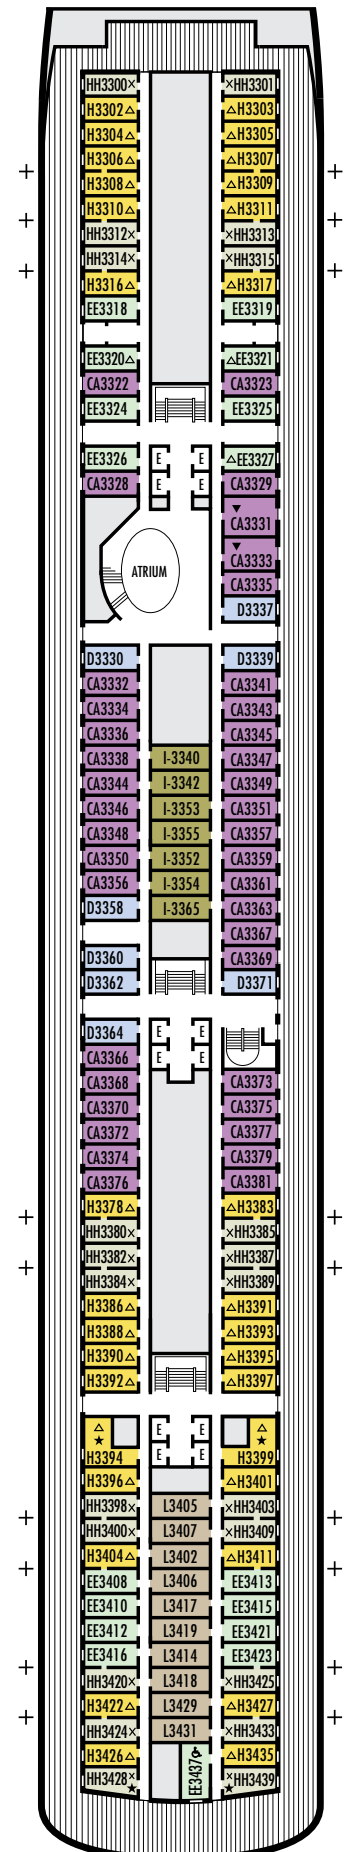 HH3300× ×HH3301
H3302△ △H3303
H3304△ △H3305
H3306△ △H3307
H3308△ △H3309
H3310△ △H3311
HH3312× ×HH3313
HH3314× ×HH3315
H3316△ △H3317
EE3318 EE3319
EE3320△ △EE3321
CA3322 CA3323
EE3324 EE3325
EE3326 E E △EE3327
CA3328 E E CA3329
▼
CA3331
▼
CA3333
ATRIUM
CA3335
D3337
D3330 D3339
CA3332 CA3341
CA3334 CA3343
CA3336 CA3345
CA3338 I-3340 CA3347
CA3344 I-3342 CA3349
CA3346 I-3353 CA3351
CA3348 I-3355 CA3357
CA3350 I-3352 CA3359
CA3356 I-3354 CA3361
D3358 I-3365 CA3363
CA3367
D3360 CA3369
D3362 D3371
D3364 E E
CA3366 E E
CA3368 CA3373
CA3370 CA3375
CA3372 CA3377
CA3374 CA3379
CA3376 CA3381
H3378△ △H3383
HH3380× ×HH3385
HH3382× ×HH3387
HH3384× ×HH3389
H3386△ △H3391
H3388△ △H3393
H3390△ △H3395
H3392△ △H3397
△ E E △
★ ★
H3394 E E H3399
H3396△ △H3401
HH3398× L3405 ×HH3403
HH3400× L3407 ×HH3409
H3404△ L3402 △H3411
EE3408 L3406 EE3413
EE3410 L3417 EE3415
EE3412 L3419 EE3421
EE3416 L3414 EE3423
HH3420× L3418 ×HH3425
H3422△ L3429 △H3427
HH3424× L3431 ×HH3433
H3426△ △H3435
HH3428× ★ EE3437 ×HH3439 ★